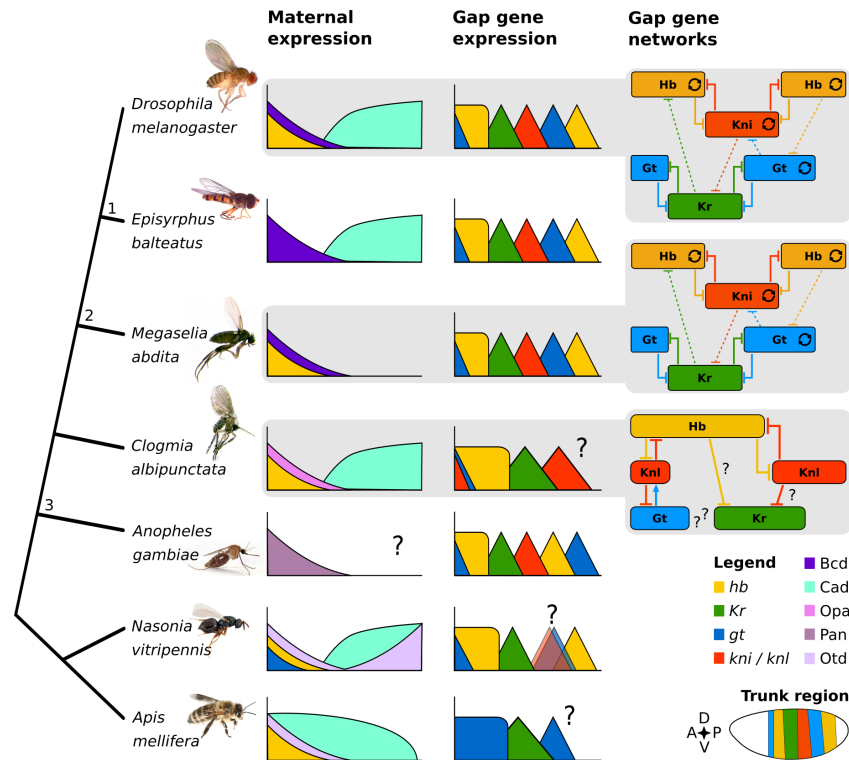 Maternal
expression
Gap gene
expression
Gap gene
networks
Drosophila
melanogaster
Hb
Hb
Kni
Gt
Gt
Kr
1
Episyrphus
balteatus
2
Megaselia
abdita
Hb
Hb
Kni
Gt
Gt
Kr
Clogmia
albipunctata
?
Hb
Knl
?
Knl
?
Gt
? ?
Kr
3
Anopheles
gambiae
?
Nasonia
vitripennis
?
Apis
mellifera
?
Legend
hb
Kr
gt
kni / knl
Bcd
Cad
Opa
Pan
Otd
Trunk region
D
A P
V